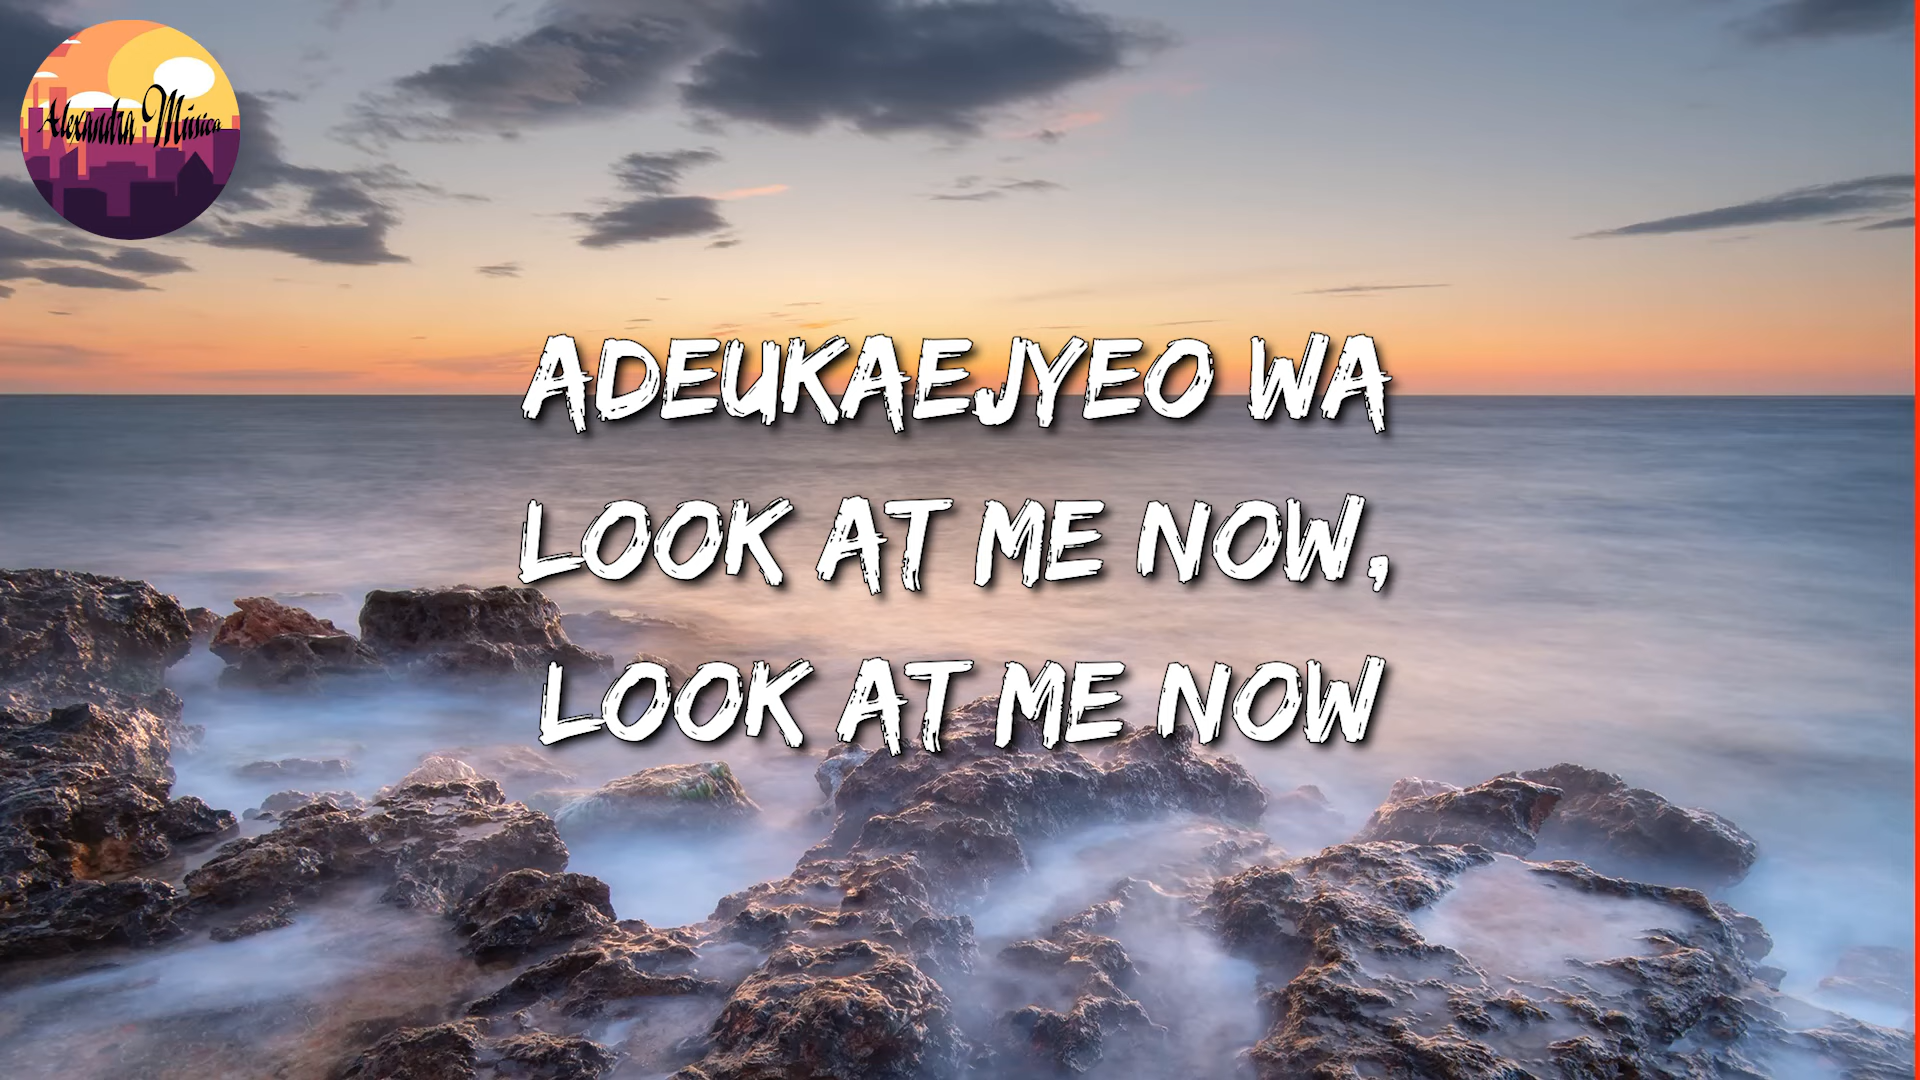 Alexandra Música
ADEUKAEJYEO WA
LOOK AT ME NOW,
LOOK AT ME NOW